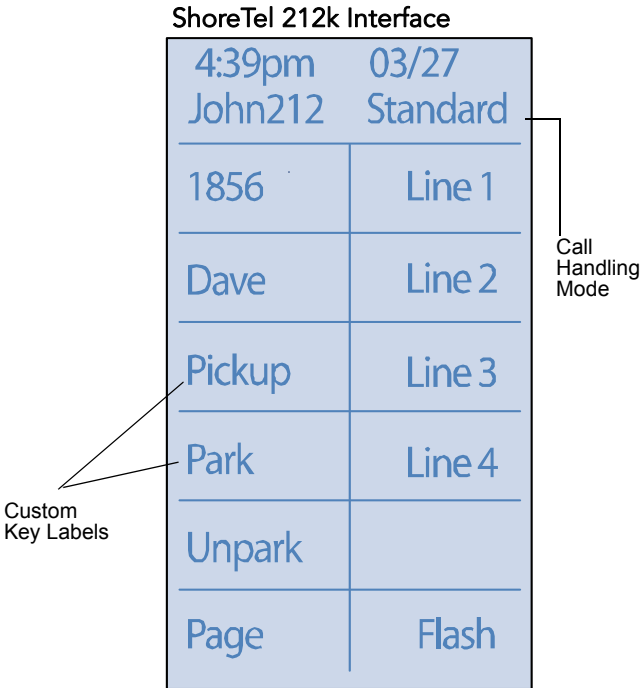 ShoreTel 212k Interface
4:39pm 03/27
John212 Standard
1856 Line 1
Dave Line 2
Pickup Line 3
Park Line 4
Unpark
Page Flash
Call
Handling
Mode
Custom
Key Labels